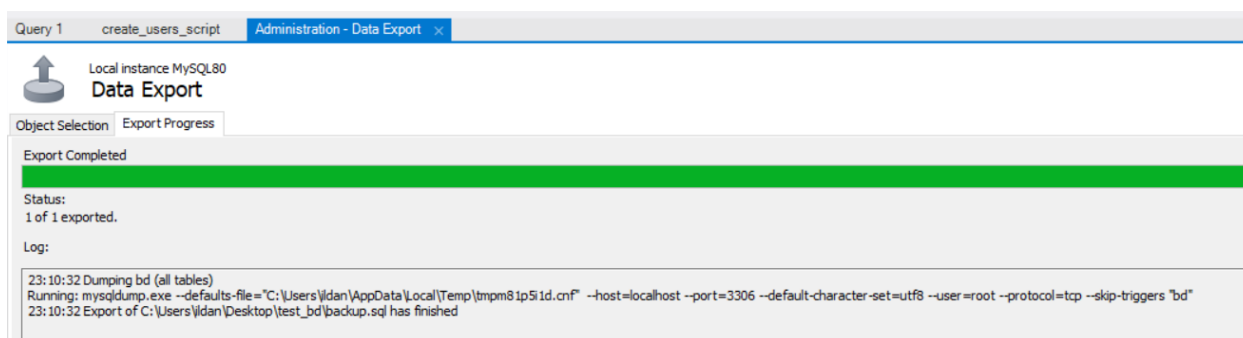 Query 1 create_users_script Administration - Data Export ×
Local instance MySQL80
Data Export
Object Selection Export Progress
Export Completed
Status:
1 of 1 exported.
Log:
23:10:32 Dumping bd (all tables)
Running: mysqldump.exe --defaults-file="C:\Users\ildan\AppData\Local\Temp\tmpm81p5i1d.cnf" --host=localhost --port=3306 --default-character-set=utf8 --user=root --protocol=tcp --skip-triggers "bd"
23:10:32 Export of C:\Users\ildan\Desktop\test_bd\backup.sql has finished